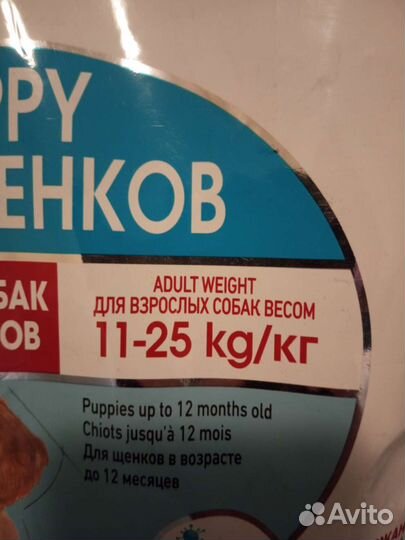 PPY
ЕНКОВ
БАК
ОВ
ADULT WEIGHT
ДЛЯ ВЗРОСЛЫХ СОБАК ВЕСОМ
11-25 kg/кг
Puppies up to 12 months old
Chiots jusqu'à 12 mois
Для щенков в возрасте
до 12 месяцев
Avito